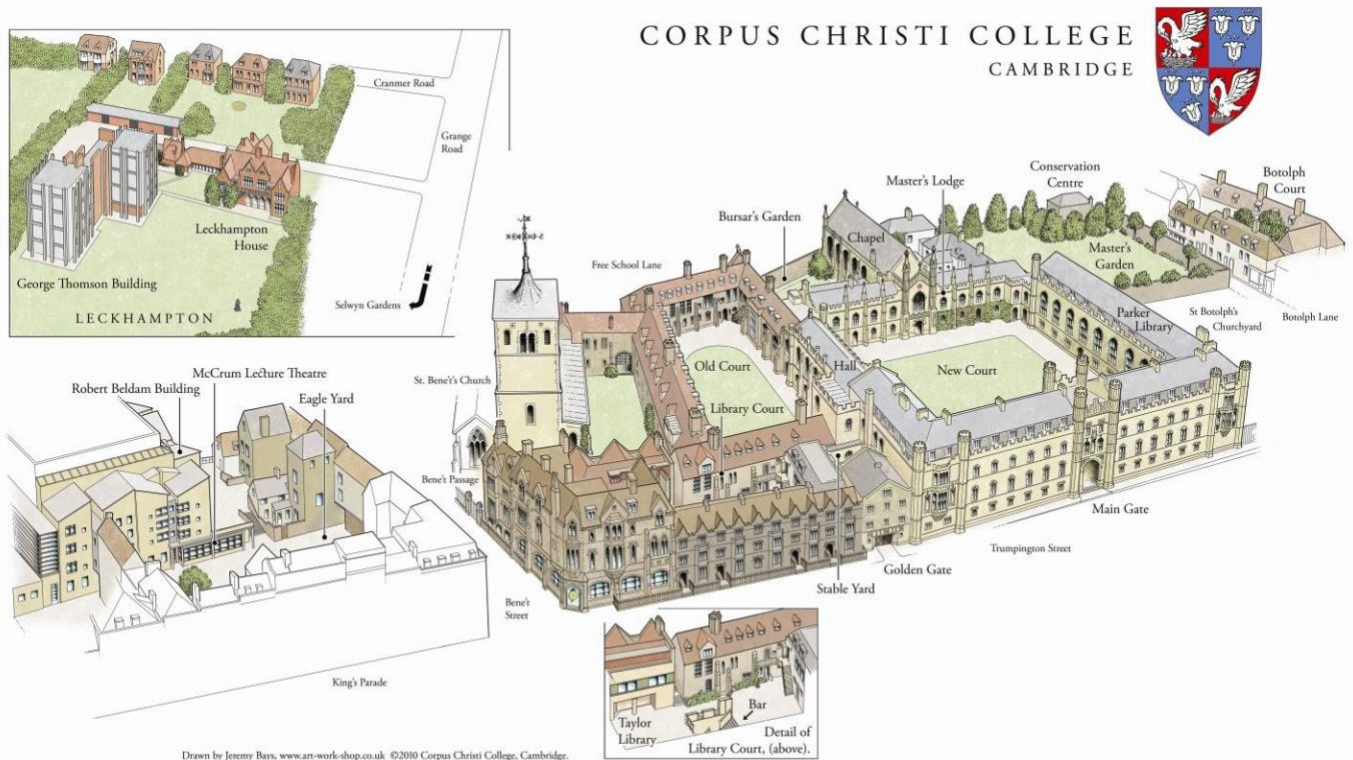 CORPUS CHRISTI COLLEGE
CAMBRIDGE
Cranmer Road
Grange
Road
Leckhampton
House
George Thomson Building
Selwyn Gardens
LECKHAMPTON
Conservation
Centre
Botolph
Court
Master's Lodge
Bursar's Garden
Chapel
Master's
Garden
Free School Lane
Parker
Library
St Botolph's
Churchyard
Botolph Lane
Old Court
Hall
New Court
Library Court
St. Bene't's Church
McCrum Lecture Theatre
Robert Beldam Building
Eagle Yard
Bene't Passage
Main Gate
Trumpington Street
Golden Gate
Stable Yard
Bene't
Street
King's Parade
Bar
Taylor
Library
Detail of
Library Court, (above).
Drawn by Jeremy Bays, www.art-work-shop.co.uk ©2010 Corpus Christi College, Cambridge.